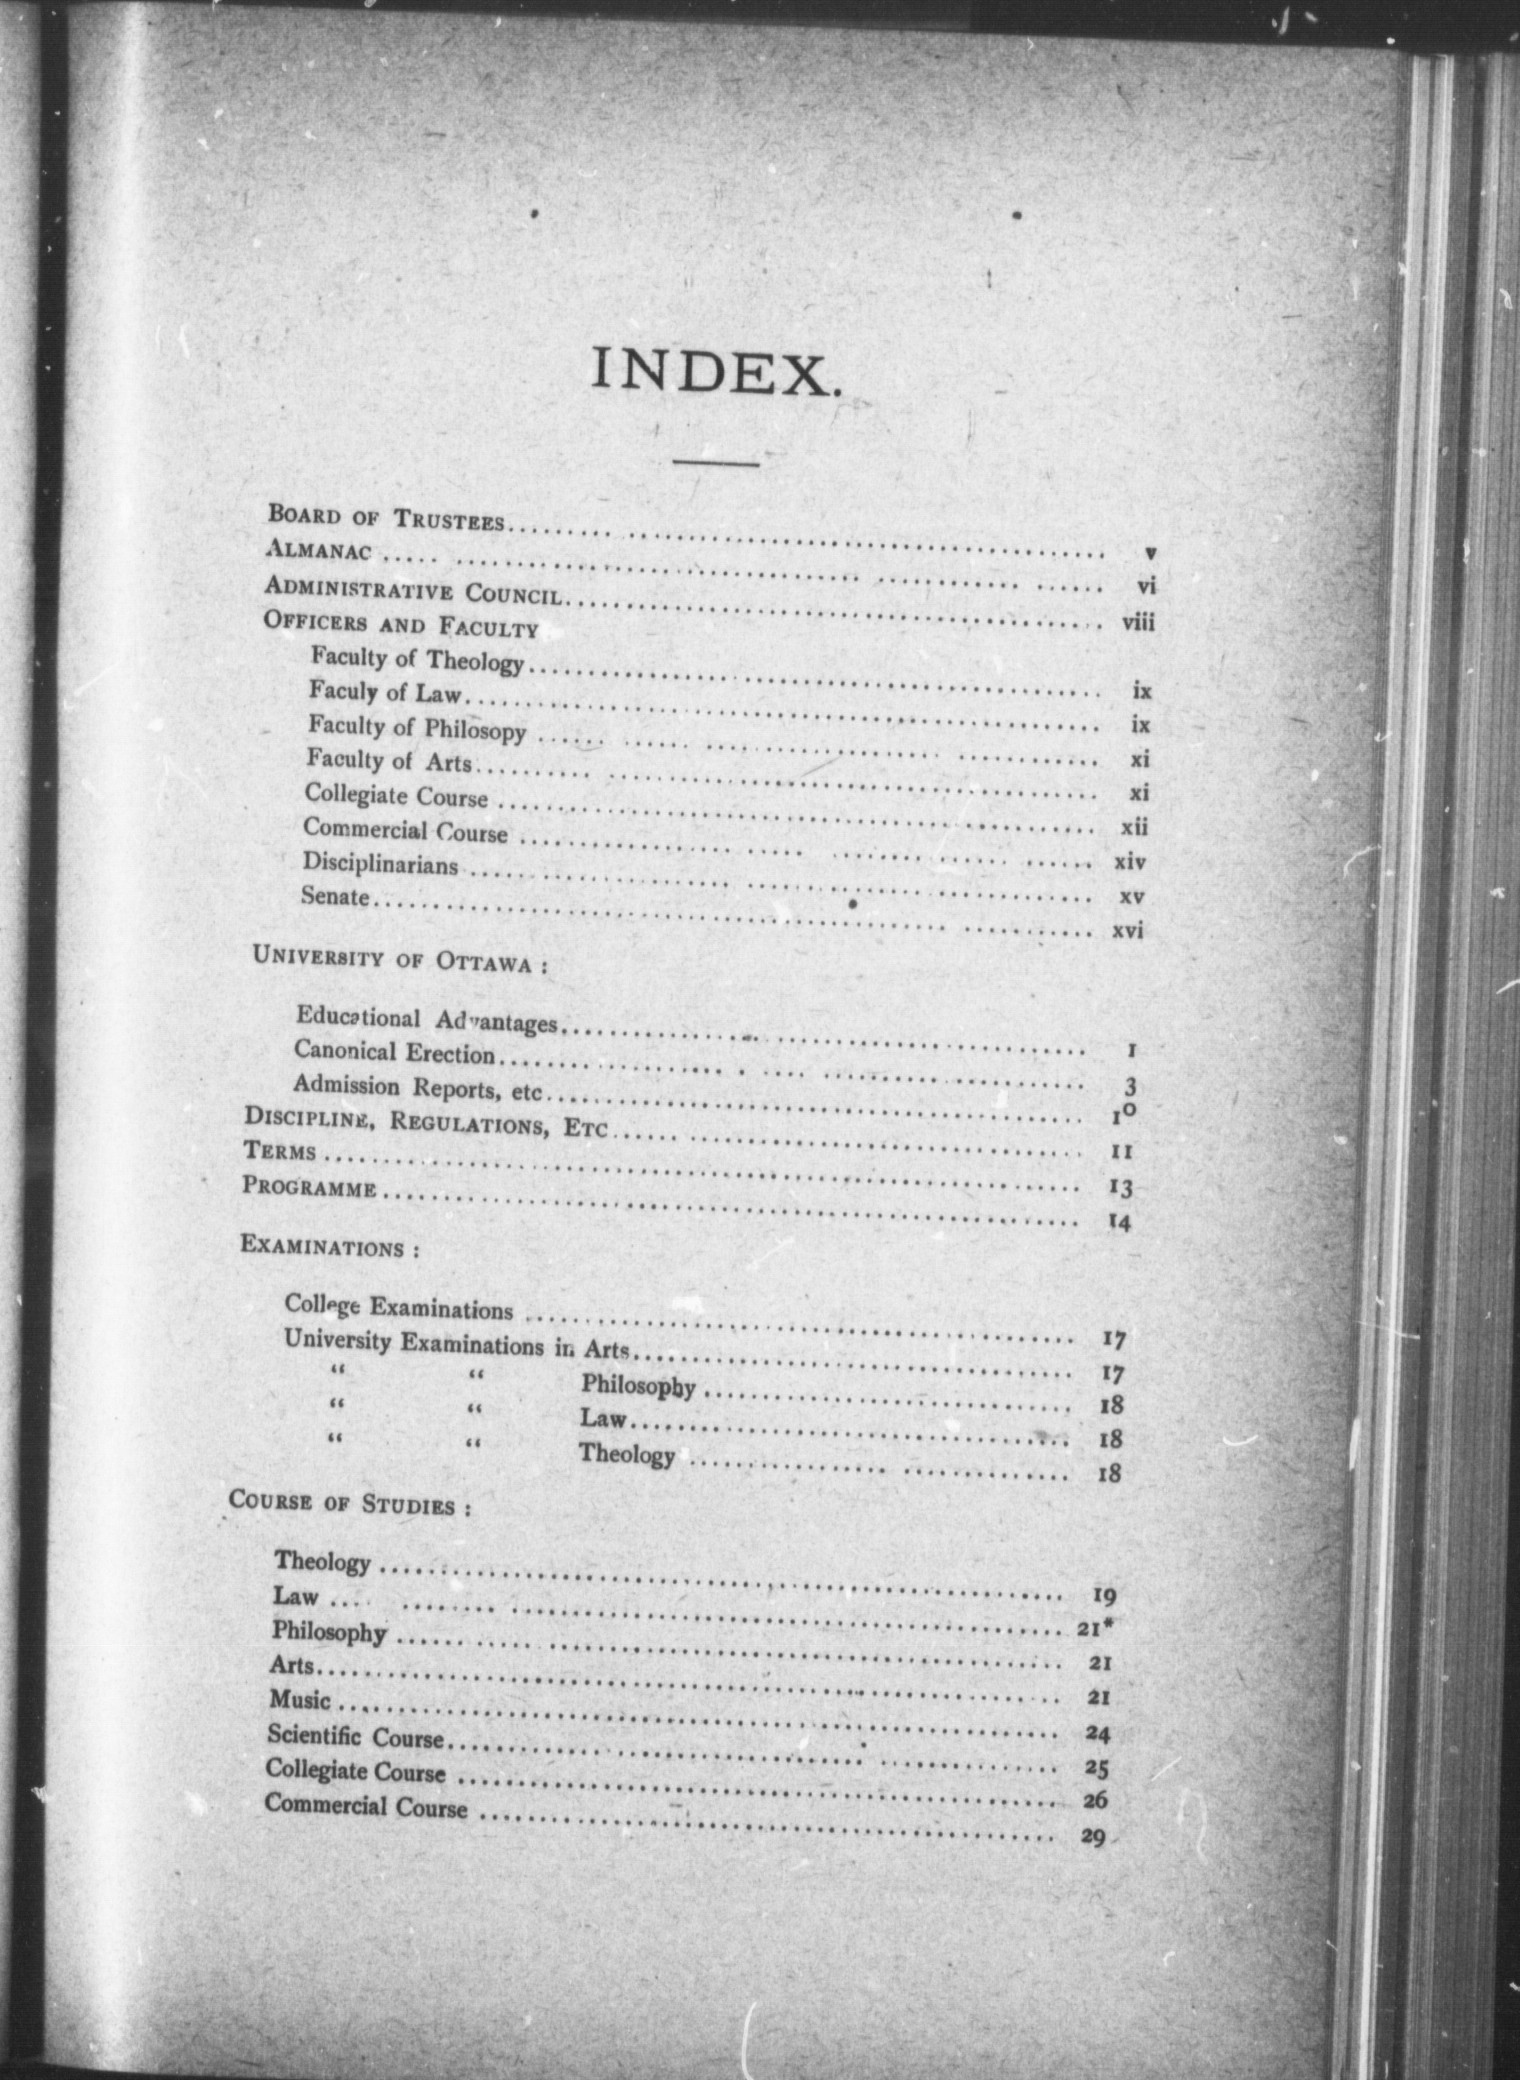 INDEX.
BOARD OF TRUSTEES.......... ........................................ v
ALMANAC ..... .................................. ............ ...... vi
ADMINISTRATIVE COUNCIL............................................. viii
OFFICERS AND FACULTY
Faculty of Theology................................................ ix
Faculy of Law...................................................... ix
Faculty of Philosopy ...... ...... .................... ............ xi
Faculty of Arts.......... ......................................... xi
Collegiate Course ................................................. xii
Commercial Course .................. ..... ........ ...... ...... xiv
Disciplinarians ...................... ............................. xv
Senate................................................ ........... xvi
UNIVERSITY OF OTTAWA :
Educational Advantages............................................. 1
Canonical Erection................... . .... ...................... 3
Admission Reports, etc............................................. 10
DISCIPLINE, REGULATIONS, ETC...... ................................. 11
TERMS .............................................................. 13
PROGRAMME .......................................................... 14
EXAMINATIONS :
College Examinations .............................................. 17
University Examinations in Arts.................................... 17
“ “ Philosophy ............................... 18
“ “ Law..................................... 18
“ “ Theology ................. .............. 18
COURSE OF STUDIES :
Theology ......................................................... 19
Law .... ........ .............................................. 21*
Philosophy ...... ..... .......................................... 21
Arts.............................................................. 21
Music ............................................................ 24
Scientific Course.................................. ............... 25
Collegiate Course .................................................. 26
Commercial Course ................................................ 29